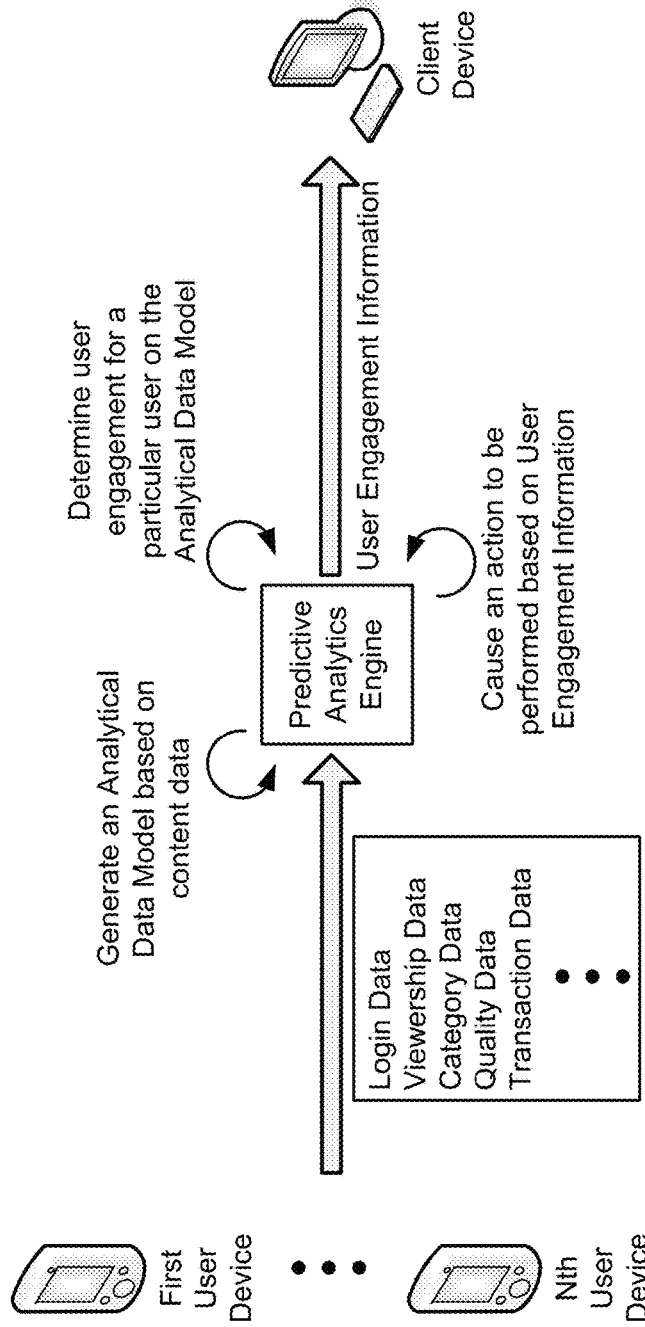 First
User
Device
Nth
User
Device
Login Data
Viewership Data
Category Data
Quality Data
Transaction Data
Generate an Analytical
Data Model based on
content data
Predictive
Analytics
Engine
Determine user
engagement for a
particular user on the
Analytical Data Model
Cause an action to be
performed based on User
Engagement Information
User Engagement Information
Client
Device